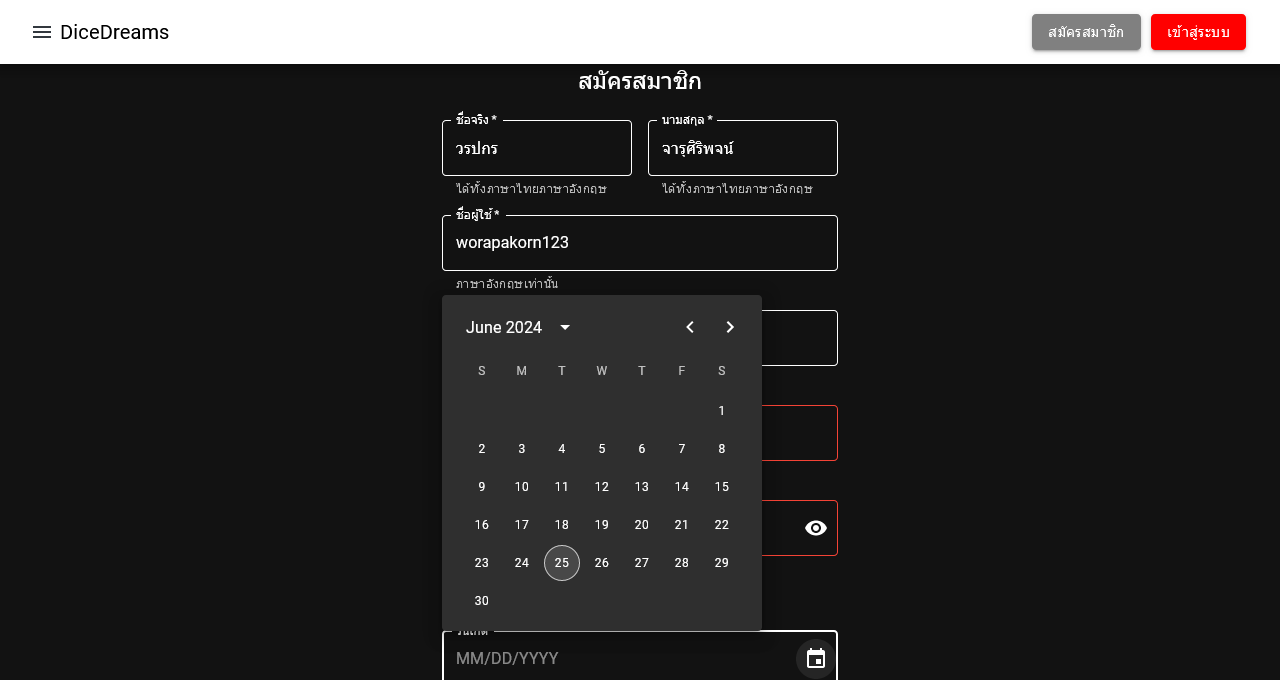 DiceDreams
สมัครสมาชิก
เข้าสู่ระบบ
สมัครสมาชิก
ชื่อจริง *
นามสกุล *
วรปกร
จารุศิริพจน์
ได้ทั้งภาษาไทยภาษาอังกฤษ
ได้ทั้งภาษาไทยภาษาอังกฤษ
ชื่อผู้ใช้ *
worapakorn123
ภาษาอังกฤษเท่านั้น
June 2024
S M T W T F S
1
2 3 4 5 6 7 8
9 10 11 12 13 14 15
16 17 18 19 20 21 22
23 24 25 26 27 28 29
30
วันเกิด
MM/DD/YYYY